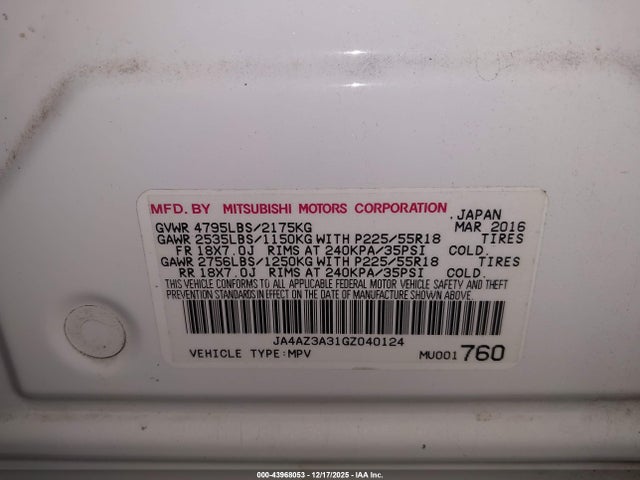 MFD. BY MITSUBISHI MOTORS CORPORATION , JAPAN
GVWR 4795LBS/2175KG MAR 2016
GAWR 2535LBS/1150KG WITH P225/55R18 TIRES
FR 18X7.0J RIMS AT 240KPA/35PSI COLD.
GAWR 2756LBS/1250KG WITH P225/55R18 TIRES
RR 18X7.0J RIMS AT 240KPA/35PSI COLD.
THIS VEHICLE CONFORMS TO ALL APPLICABLE FEDERAL MOTOR VEHICLE SAFETY AND THEFT
PREVENTION STANDARDS IN EFFECT ON THE DATE OF MANUFACTURE SHOWN ABOVE.
JA4AZ3A31GZ040124
VEHICLE TYPE:MPV MU001 760
000-43968053 - 12/17/2025 - IAA Inc.